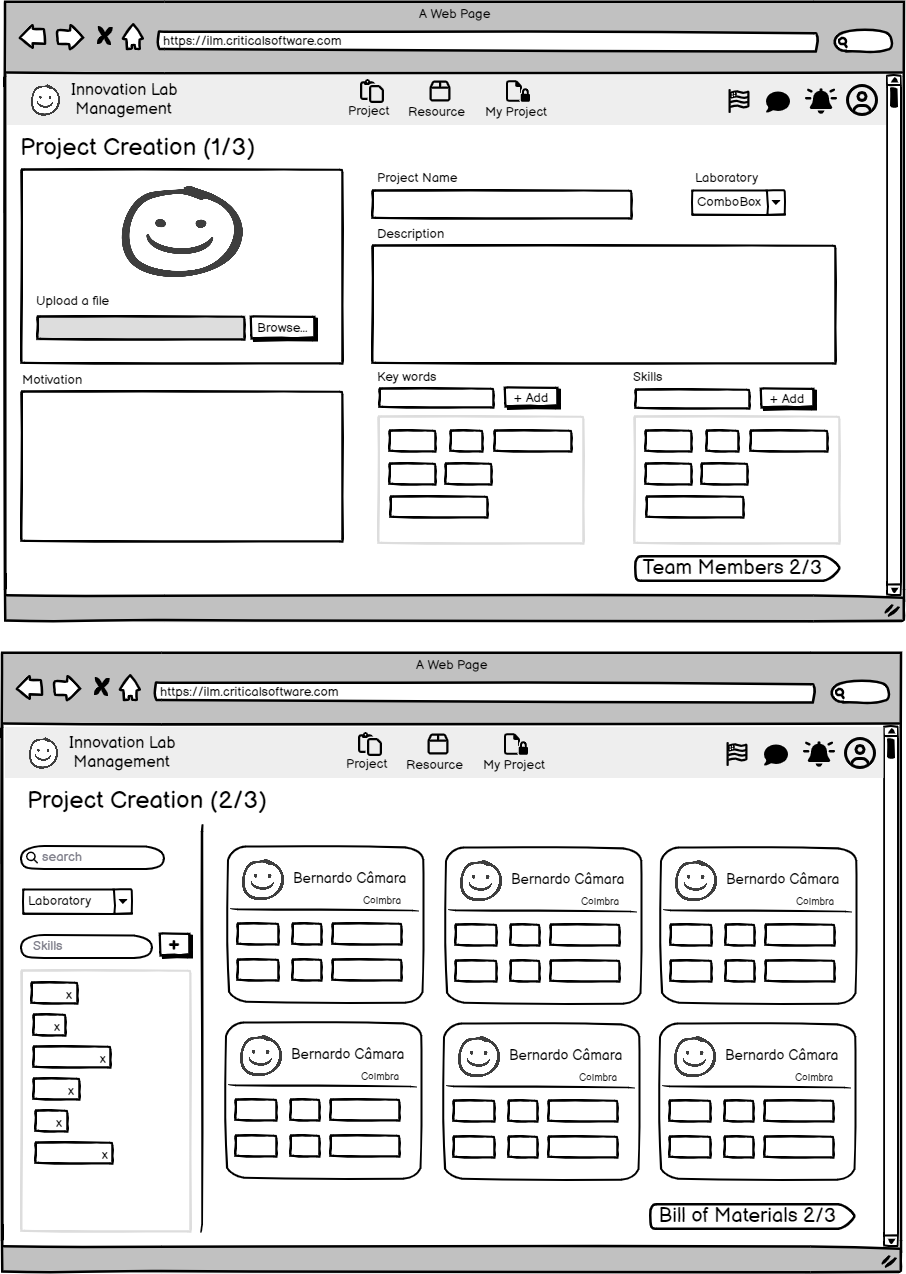 A Web Page
https://ilm.criticalsoftware.com
Innovation Lab
Management
Project
Resource
My Project
Project Creation (1/3)
Upload a file
Browse...
Project Name
Laboratory
ComboBox
Description
Motivation
Key words
+ Add
Skills
+ Add
Team Members 2/3
A Web Page
https://ilm.criticalsoftware.com
Innovation Lab
Management
Project
Resource
My Project
Project Creation (2/3)
search
Laboratory
Skills
+
x
x
x
x
x
x
Bernardo Câmara
Coimbra
Bernardo Câmara
Coimbra
Bernardo Câmara
Coimbra
Bernardo Câmara
Coimbra
Bernardo Câmara
Coimbra
Bernardo Câmara
Coimbra
Bill of Materials 2/3